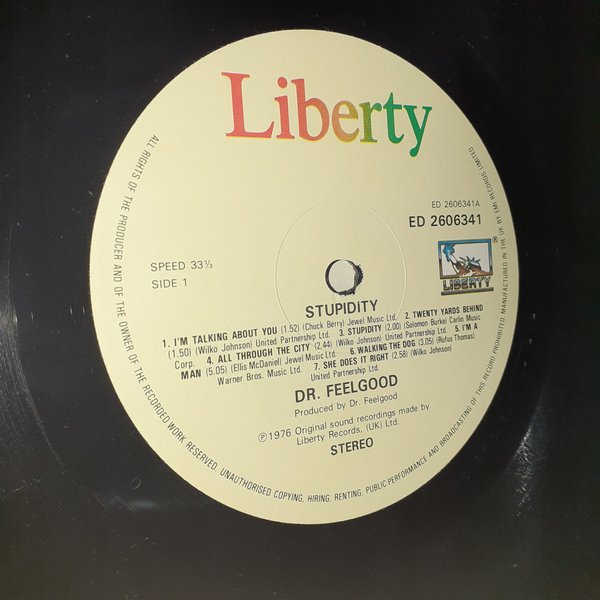 Liberty
ED 2606341A
ED 2606341
SPEED 33⅓
SIDE 1
LIBERTY
®
STUPIDITY
1. I'M TALKING ABOUT YOU (1.52) (Chuck Berry) Jewel Music Ltd. 2. TWENTY YARDS BEHIND
(1.50) (Wilko Johnson) United Partnership Ltd. 3. STUPIDITY (2.00) (Solomon Burke) Carlin Music
Corp. 4. ALL THROUGH THE CITY (2.44) (Wilko Johnson) United Partnership Ltd. 5. I'M A
MAN (5.05) (Ellis McDaniel) Jewel Music Ltd. 6. WALKING THE DOG (3.05) (Rufus Thomas)
Warner Bros. Music Ltd. 7. SHE DOES IT RIGHT (2.58) (Wilko Johnson)
United Partnership Ltd.
DR. FEELGOOD
Produced by Dr. Feelgood
℗ 1976 Original sound recordings made by
Liberty Records, (UK) Ltd.
STEREO
ALL RIGHTS OF THE PRODUCER AND OF THE OWNER OF THE RECORDED WORK RESERVED. UNAUTHORISED COPYING, HIRING, RENTING, PUBLIC PERFORMANCE AND BROADCASTING OF THIS RECORD PROHIBITED. MANUFACTURED IN THE UK BY EMI RECORDS LIMITED